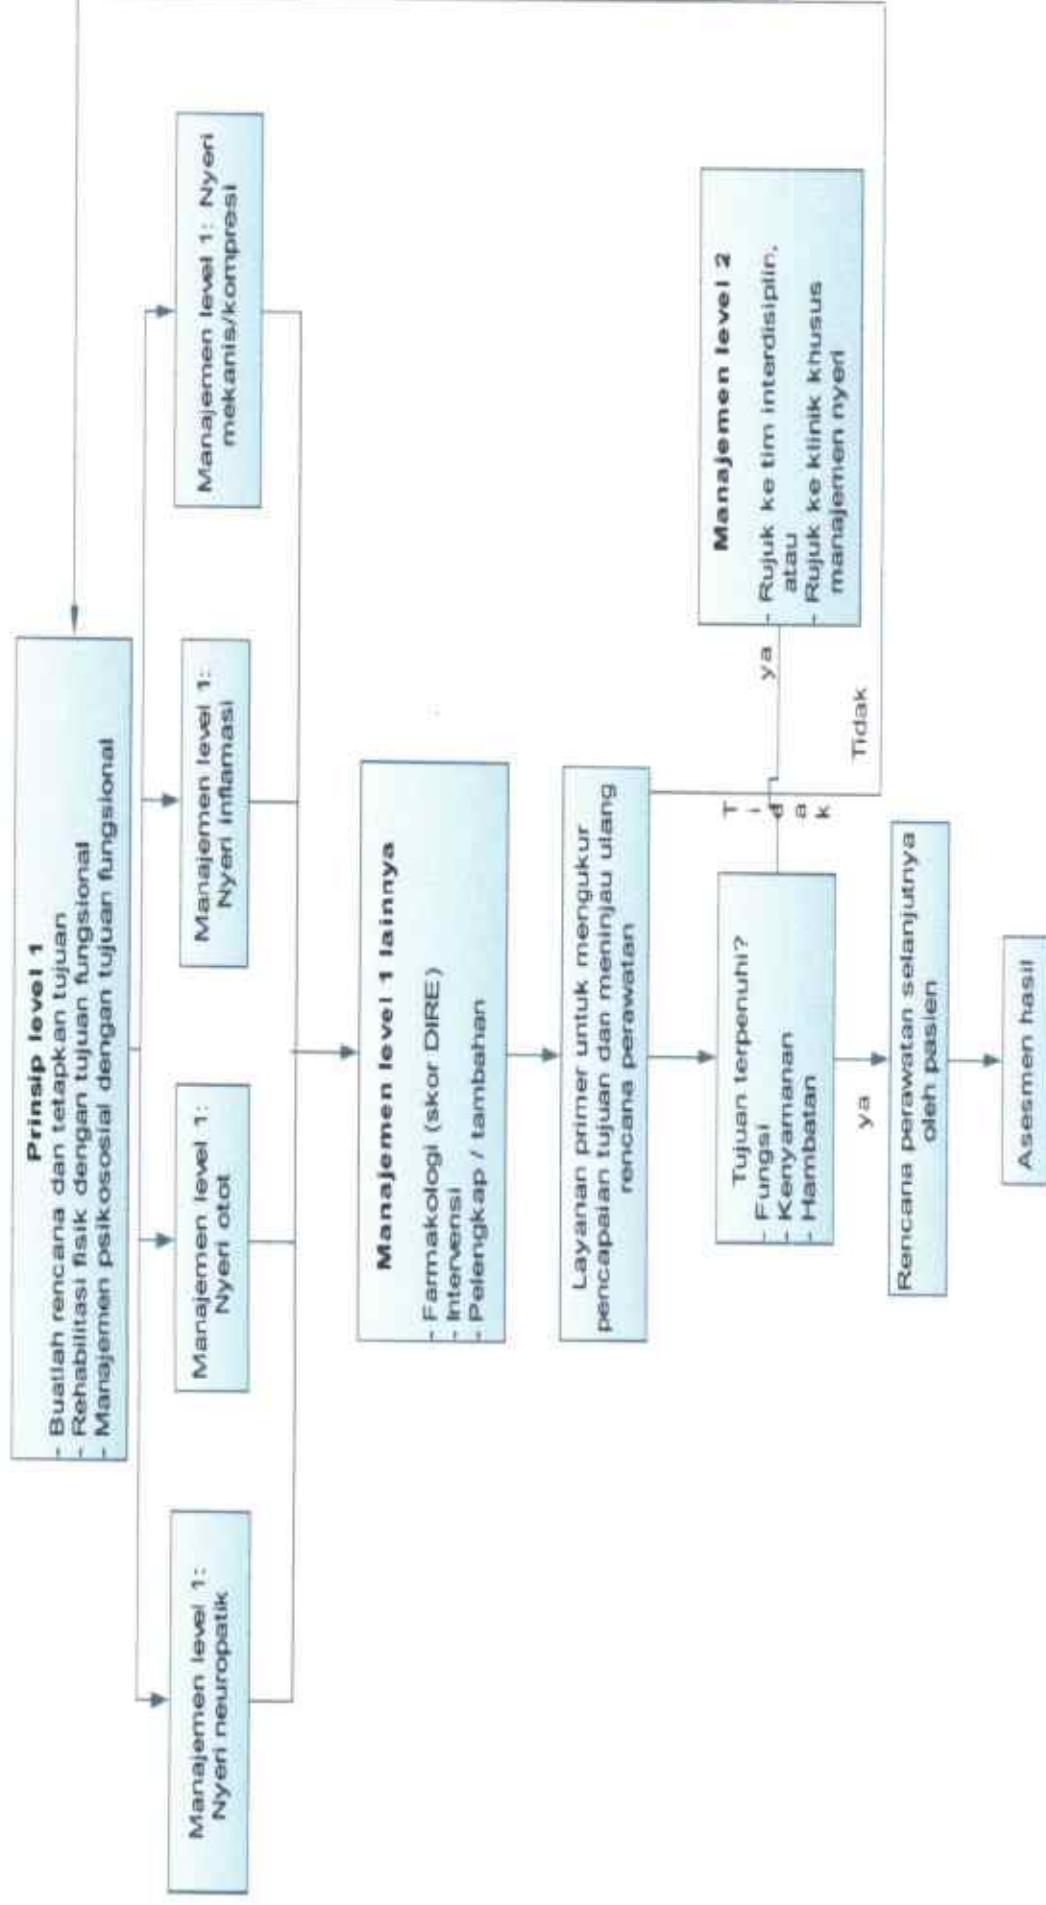 Prinsip level 1
- Buatlah rencana dan tetapkan tujuan
- Rehabilitasi fisik dengan tujuan fungsional
- Manajemen psikososial dengan tujuan fungsional
Manajemen level 1:
Nyeri neuropatik
Manajemen level 1:
Nyeri otot
Manajemen level 1:
Nyeri inflamasi
Manajemen level 1: Nyeri
mekanis/kompresi
Manajemen level 1 lainnya
- Farmakologi (skor DIRE)
- Intervensi
- Pelengkap / tambahan
Layanan primer untuk mengukur
pencapaian tujuan dan meninjau ulang
rencana perawatan
Tujuan terpenuhi?
- Fungsi
- Kenyamanan
- Hambatan
Tidak
ya
Manajemen level 2
- Rujuk ke tim interdisiplin,
atau
- Rujuk ke klinik khusus
manajemen nyeri
Tidak
ya
Rencana perawatan selanjutnya
oleh pasien
Asesmen hasil